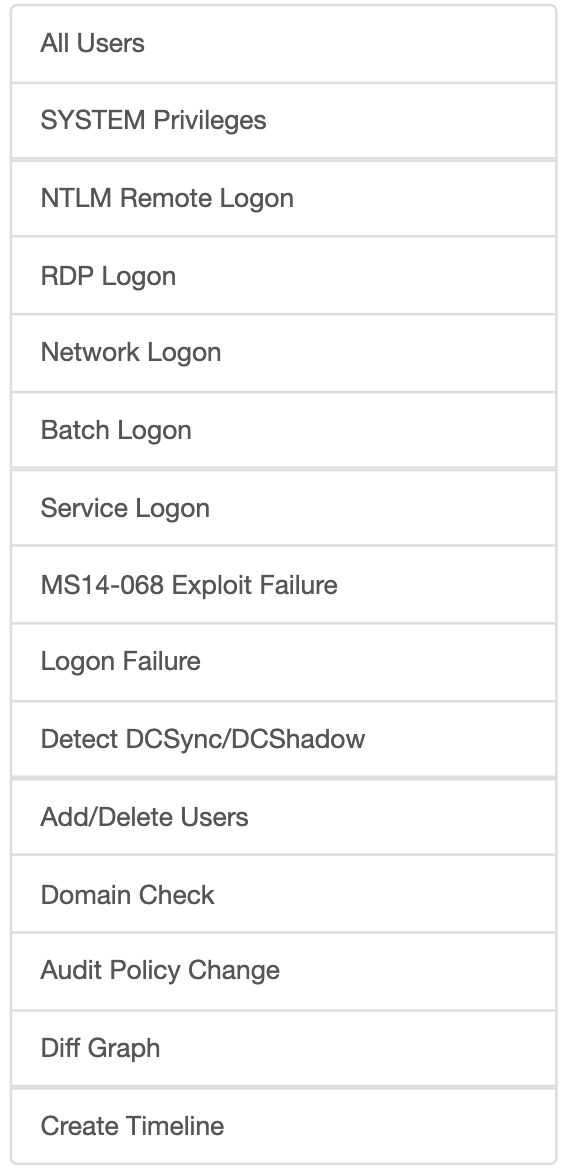 All Users
SYSTEM Privileges
NTLM Remote Logon
RDP Logon
Network Logon
Batch Logon
Service Logon
MS14-068 Exploit Failure
Logon Failure
Detect DCSync/DCShadow
Add/Delete Users
Domain Check
Audit Policy Change
Diff Graph
Create Timeline